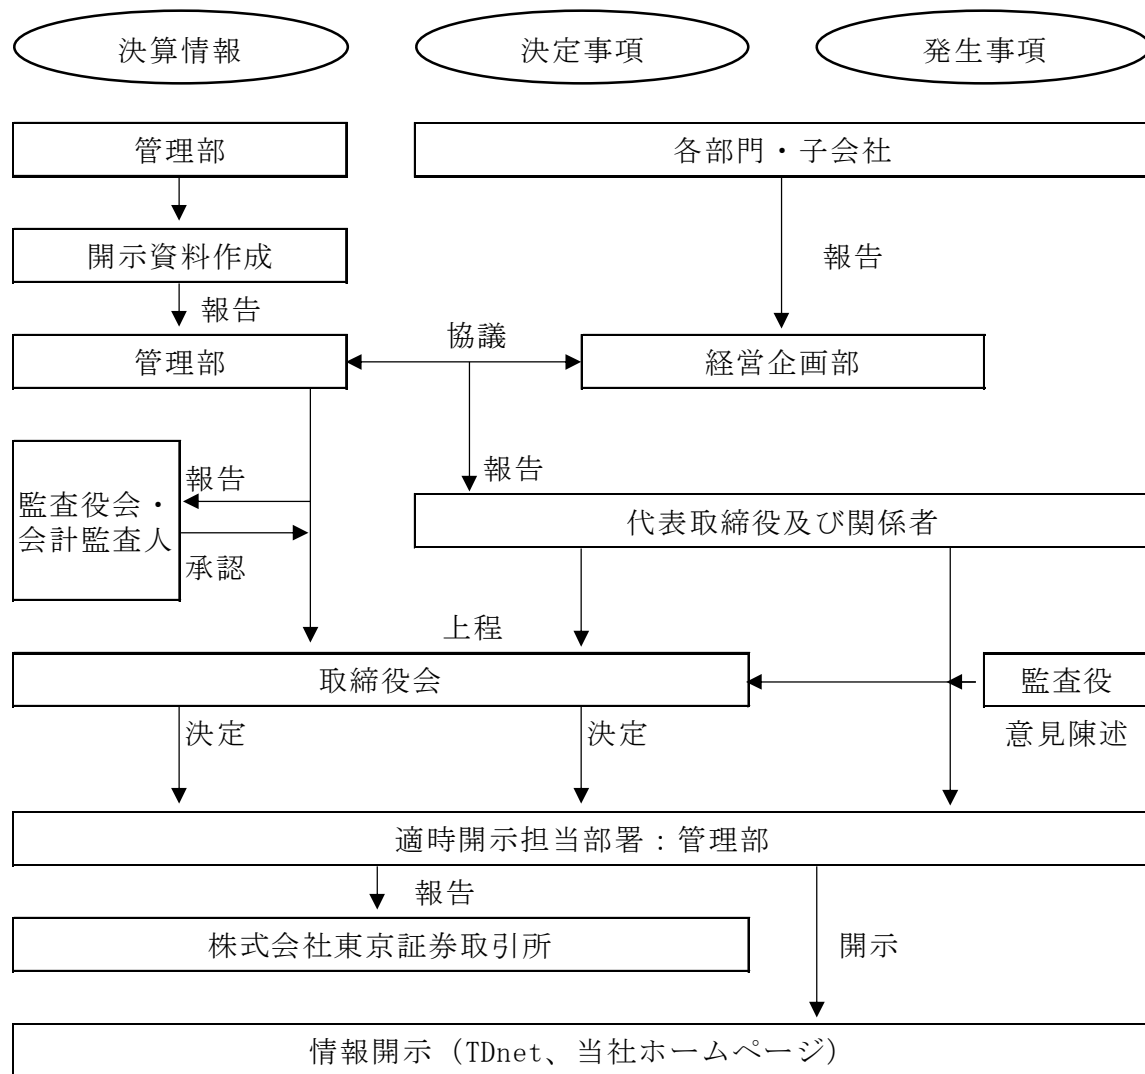 決算情報
決定事項
発生事項
管理部
各部門・子会社
開示資料作成
報告
報告
管理部
協議
経営企画部
監査役会・
会計監査人
報告
承認
報告
代表取締役及び関係者
上程
取締役会
監査役
決定
決定
意見陳述
適時開示担当部署：管理部
報告
株式会社東京証券取引所
開示
情報開示（TDnet、当社ホームページ）